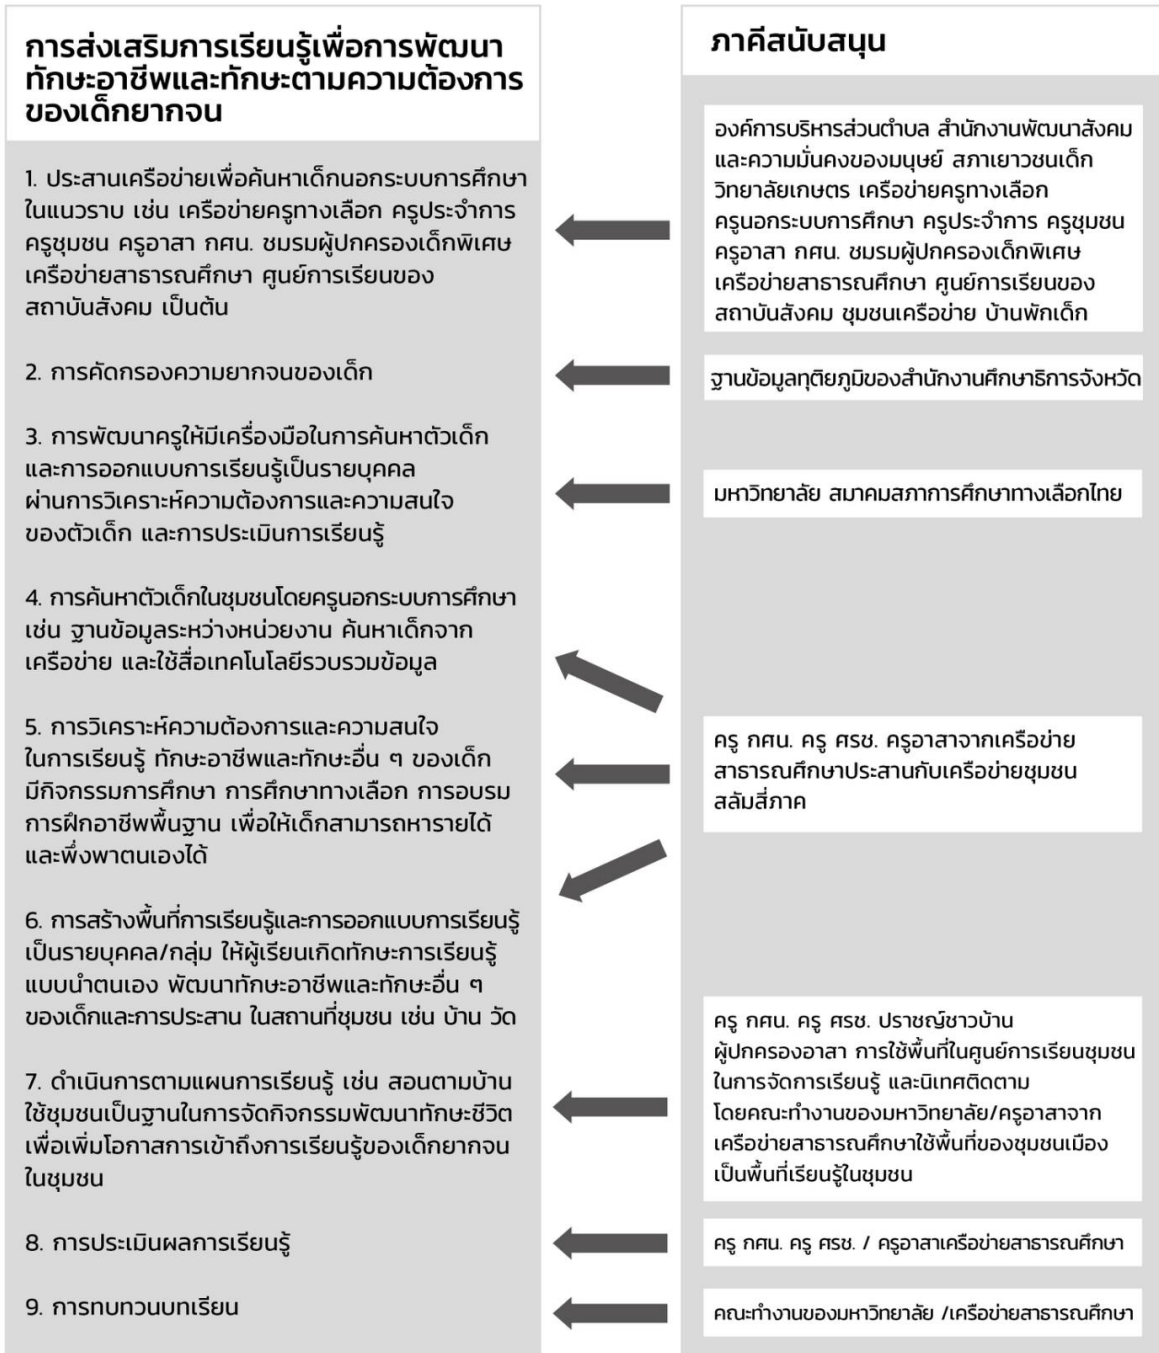 การส่งเสริมการเรียนรู้เพื่อการพัฒนา
ทักษะอาชีพและทักษะตามความต้องการ
ของเด็กยากจน
1. ประสานเครือข่ายเพื่อค้นหาเด็กนอกระบบการศึกษา
ในแนวราบ เช่น เครือข่ายครูทางเลือก ครูประจำการ
ครูชุมชน ครูอาสา กศน. ชมรมผู้ปกครองเด็กพิเศษ
เครือข่ายสาธารณศึกษา ศูนย์การเรียนของ
สถาบันสังคม เป็นต้น
2. การคัดกรองความยากจนของเด็ก
3. การพัฒนาครูให้มีเครื่องมือในการค้นหาตัวเด็ก
และการออกแบบการเรียนรู้เป็นรายบุคคล
ผ่านการวิเคราะห์ความต้องการและความสนใจ
ของตัวเด็ก และการประเมินการเรียนรู้
4. การค้นหาตัวเด็กในชุมชนโดยครูนอกระบบการศึกษา
เช่น ฐานข้อมูลระหว่างหน่วยงาน ค้นหาเด็กจาก
เครือข่าย และใช้สื่อเทคโนโลยีรวบรวมข้อมูล
5. การวิเคราะห์ความต้องการและความสนใจ
ในการเรียนรู้ ทักษะอาชีพและทักษะอื่น ๆ ของเด็ก
มีกิจกรรมการศึกษา การศึกษาทางเลือก การอบรม
การฝึกอาชีพพื้นฐาน เพื่อให้เด็กสามารถหารายได้
และพึ่งพาตนเองได้
6. การสร้างพื้นที่การเรียนรู้และการออกแบบการเรียนรู้
เป็นรายบุคคล/กลุ่ม ให้ผู้เรียนเกิดทักษะการเรียนรู้
แบบนำตนเอง พัฒนาทักษะอาชีพและทักษะอื่น ๆ
ของเด็กและการประสาน ในสถานที่ชุมชน เช่น บ้าน วัด
7. ดำเนินการตามแผนการเรียนรู้ เช่น สอนตามบ้าน
ใช้ชุมชนเป็นฐานในการจัดกิจกรรมพัฒนาทักษะชีวิต
เพื่อเพิ่มโอกาสการเข้าถึงการเรียนรู้ของเด็กยากจน
ในชุมชน
8. การประเมินผลการเรียนรู้
9. การทบทวนบทเรียน
ภาคีสนับสนุน
องค์การบริหารส่วนตำบล สำนักงานพัฒนาสังคม
และความมั่นคงของมนุษย์ สภาเยาวชนเด็ก
วิทยาลัยเกษตร เครือข่ายครูทางเลือก
ครูนอกระบบการศึกษา ครูประจำการ ครูชุมชน
ครูอาสา กศน. ชมรมผู้ปกครองเด็กพิเศษ
เครือข่ายสาธารณศึกษา ศูนย์การเรียนของ
สถาบันสังคม ชุมชนเครือข่าย บ้านพักเด็ก
ฐานข้อมูลทุติยภูมิของสำนักงานศึกษาธิการจังหวัด
มหาวิทยาลัย สมาคมสภาการศึกษาทางเลือกไทย
ครู กศน. ครู ศรช. ครูอาสาจากเครือข่าย
สาธารณศึกษาประสานกับเครือข่ายชุมชน
สลัมสี่ภาค
ครู กศน. ครู ศรช. ปราชญ์ชาวบ้าน
ผู้ปกครองอาสา การใช้พื้นที่ในศูนย์การเรียนชุมชน
ในการจัดการเรียนรู้ และนิเทศติดตาม
โดยคณะทำงานของมหาวิทยาลัย/ครูอาสาจาก
เครือข่ายสาธารณศึกษาใช้พื้นที่ของชุมชนเมือง
เป็นพื้นที่เรียนรู้ในชุมชน
ครู กศน. ครู ศรช. / ครูอาสาเครือข่ายสาธารณศึกษา
คณะทำงานของมหาวิทยาลัย /เครือข่ายสาธารณศึกษา